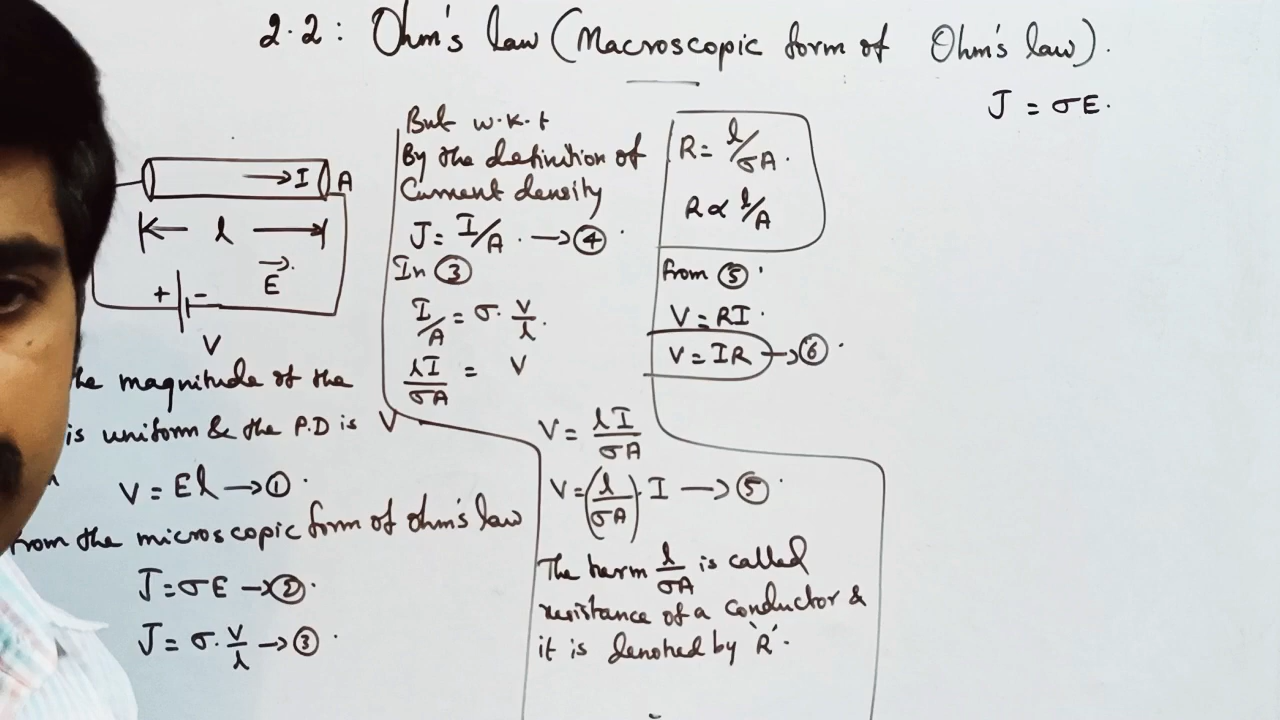 2.2: Ohm's law (Macroscopic form of Ohm's law).
J = σE.
→ I A
l
E
+ -
V
he magnitude of the
is uniform & the P.D is V
V = El → ①.
from the microscopic form of ohm's law
J = σE → ②.
J = σ. V/l → ③.
But w.k.t
By the definition of
Current density
J = I/A. → ④.
In ③
I/A = σ. V/l.
lI/σA = V
V = lI/σA
V = (l/σA). I → ⑤.
The term l/σA is called
resistance of a conductor &
it is denoted by 'R'.
R = l/σA.
R ∝ l/A
from ⑤.
V = RI.
V = IR → ⑥.